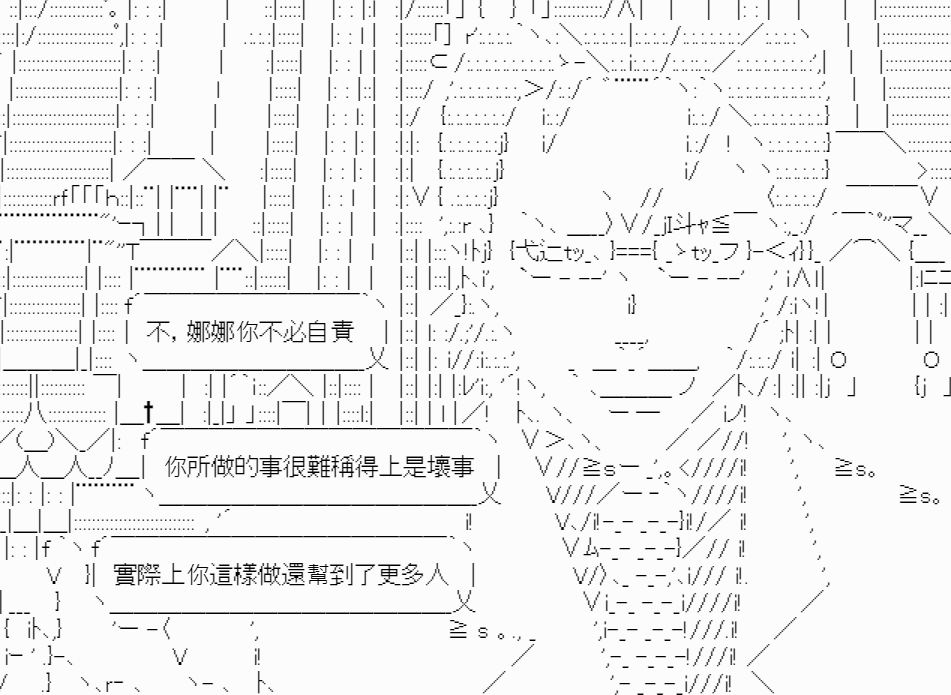 不，娜娜你不必自責
你所做的事很難稱得上是壞事
實際上你這樣做還幫到了更多人